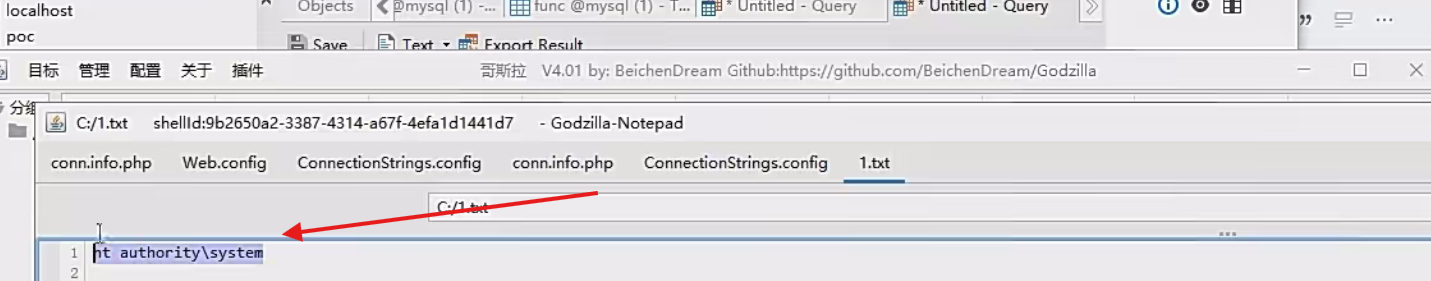 localhost
Objects @mysql (1) -... func @mysql (1) - T... * Untitled - Query * Untitled - Query
poc
Save Text Export Result
目标 管理 配置 关于 插件 哥斯拉 V4.01 by: BeichenDream Github:https://github.com/BeichenDream/Godzilla
C:/1.txt shellId:9b2650a2-3387-4314-a67f-4efa1d1441d7 - Godzilla-Notepad
conn.info.php Web.config ConnectionStrings.config conn.info.php ConnectionStrings.config 1.txt
C:/1.txt
1 nt authority\system
2